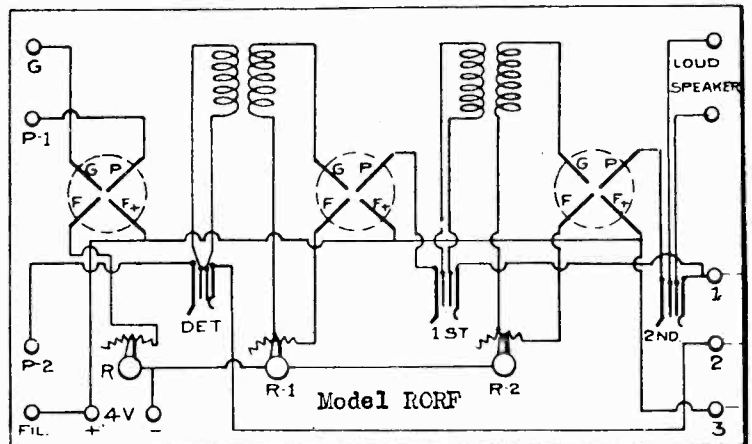 G
P-1
G P
F F+
DET
P-2
R
FIL. + 4V -
G P
F F+
R-1
1ST
R-2
G P
F F+
LOUD
SPEAKER
2ND.
1
2
3
Model RORF